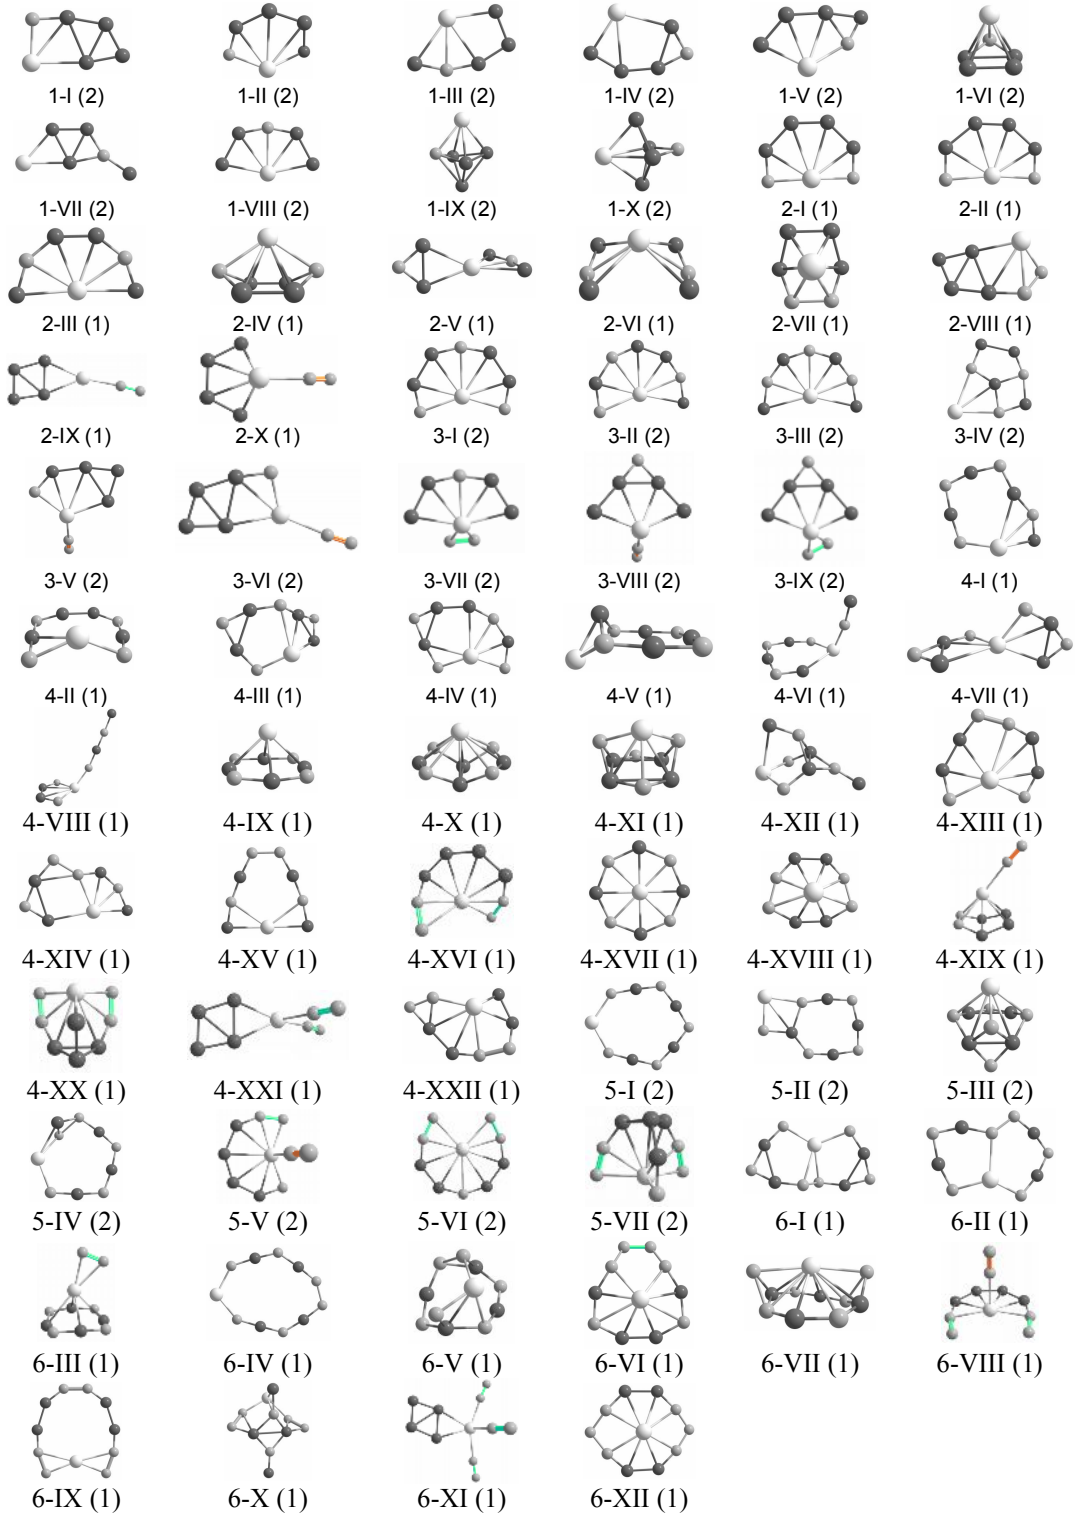 1-I (2) 1-II (2) 1-III (2) 1-IV (2) 1-V (2) 1-VI (2)
1-VII (2) 1-VIII (2) 1-IX (2) 1-X (2) 2-I (1) 2-II (1)
2-III (1) 2-IV (1) 2-V (1) 2-VI (1) 2-VII (1) 2-VIII (1)
2-IX (1) 2-X (1) 3-I (2) 3-II (2) 3-III (2) 3-IV (2)
3-V (2) 3-VI (2) 3-VII (2) 3-VIII (2) 3-IX (2) 4-I (1)
4-II (1) 4-III (1) 4-IV (1) 4-V (1) 4-VI (1) 4-VII (1)
4-VIII (1) 4-IX (1) 4-X (1) 4-XI (1) 4-XII (1) 4-XIII (1)
4-XIV (1) 4-XV (1) 4-XVI (1) 4-XVII (1) 4-XVIII (1) 4-XIX (1)
4-XX (1) 4-XXI (1) 4-XXII (1) 5-I (2) 5-II (2) 5-III (2)
5-IV (2) 5-V (2) 5-VI (2) 5-VII (2) 6-I (1) 6-II (1)
6-III (1) 6-IV (1) 6-V (1) 6-VI (1) 6-VII (1) 6-VIII (1)
6-IX (1) 6-X (1) 6-XI (1) 6-XII (1)